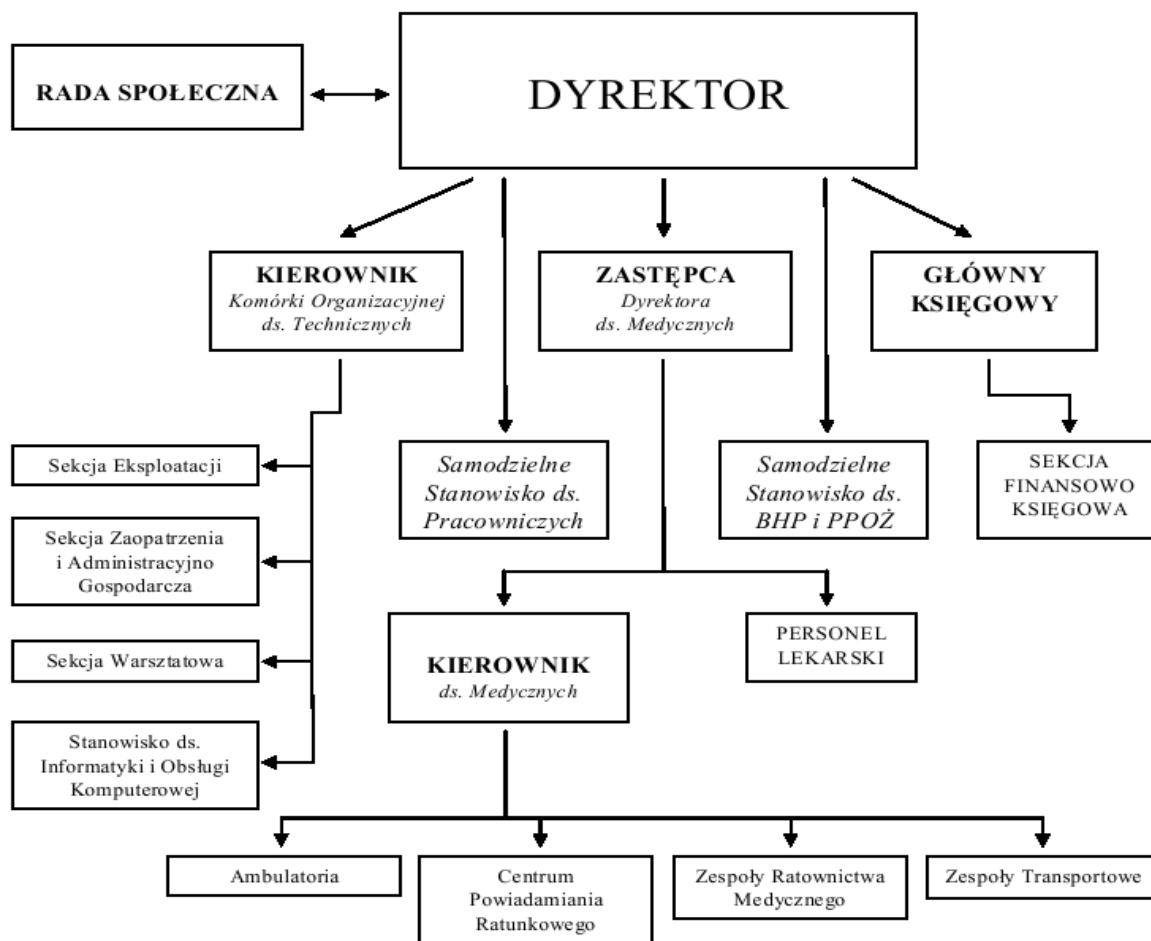 RADA SPOŁECZNA
DYREKTOR
KIEROWNIK
Komórki Organizacyjnej
ds. Technicznych
ZASTĘPCA
Dyrektora
ds. Medycznych
GŁÓWNY
KSIĘGOWY
Sekcja Eksploatacji
Sekcja Zaopatrzenia
i Administracyjno
Gospodarcza
Sekcja Warsztatowa
Stanowisko ds.
Informatyki i Obsługi
Komputerowej
Samodzielne
Stanowisko ds.
Pracowniczych
Samodzielne
Stanowisko ds.
BHP i PPOŻ
SEKCJA
FINANSOWO
KSIĘGOWA
KIEROWNIK
ds. Medycznych
PERSONEL
LEKARSKI
Ambulatoria
Centrum
Powiadamiania
Ratunkowego
Zespoły Ratownictwa
Medycznego
Zespoły Transportowe